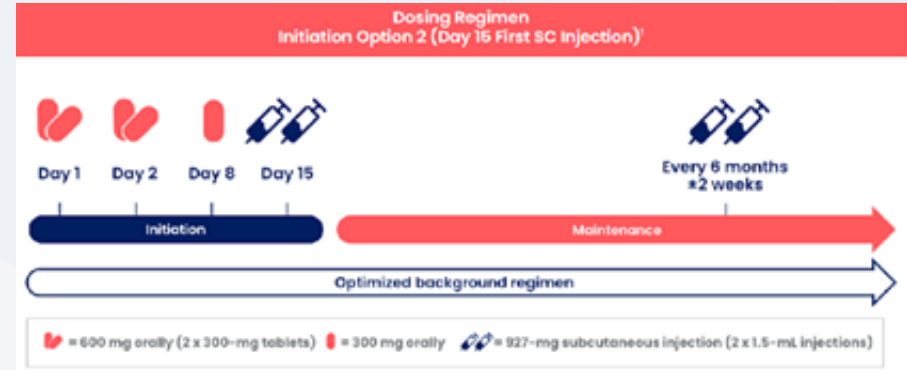 Dosing Regimen
Initiation Option 2 (Day 15 First SC Injection)¹
Day 1 Day 2 Day 8 Day 15
Every 6 months
±2 weeks
Initiation
Maintenance
Optimized background regimen
= 600 mg orally (2 x 300-mg tablets) = 300 mg orally = 927-mg subcutaneous injection (2 x 1.5-mL injections)